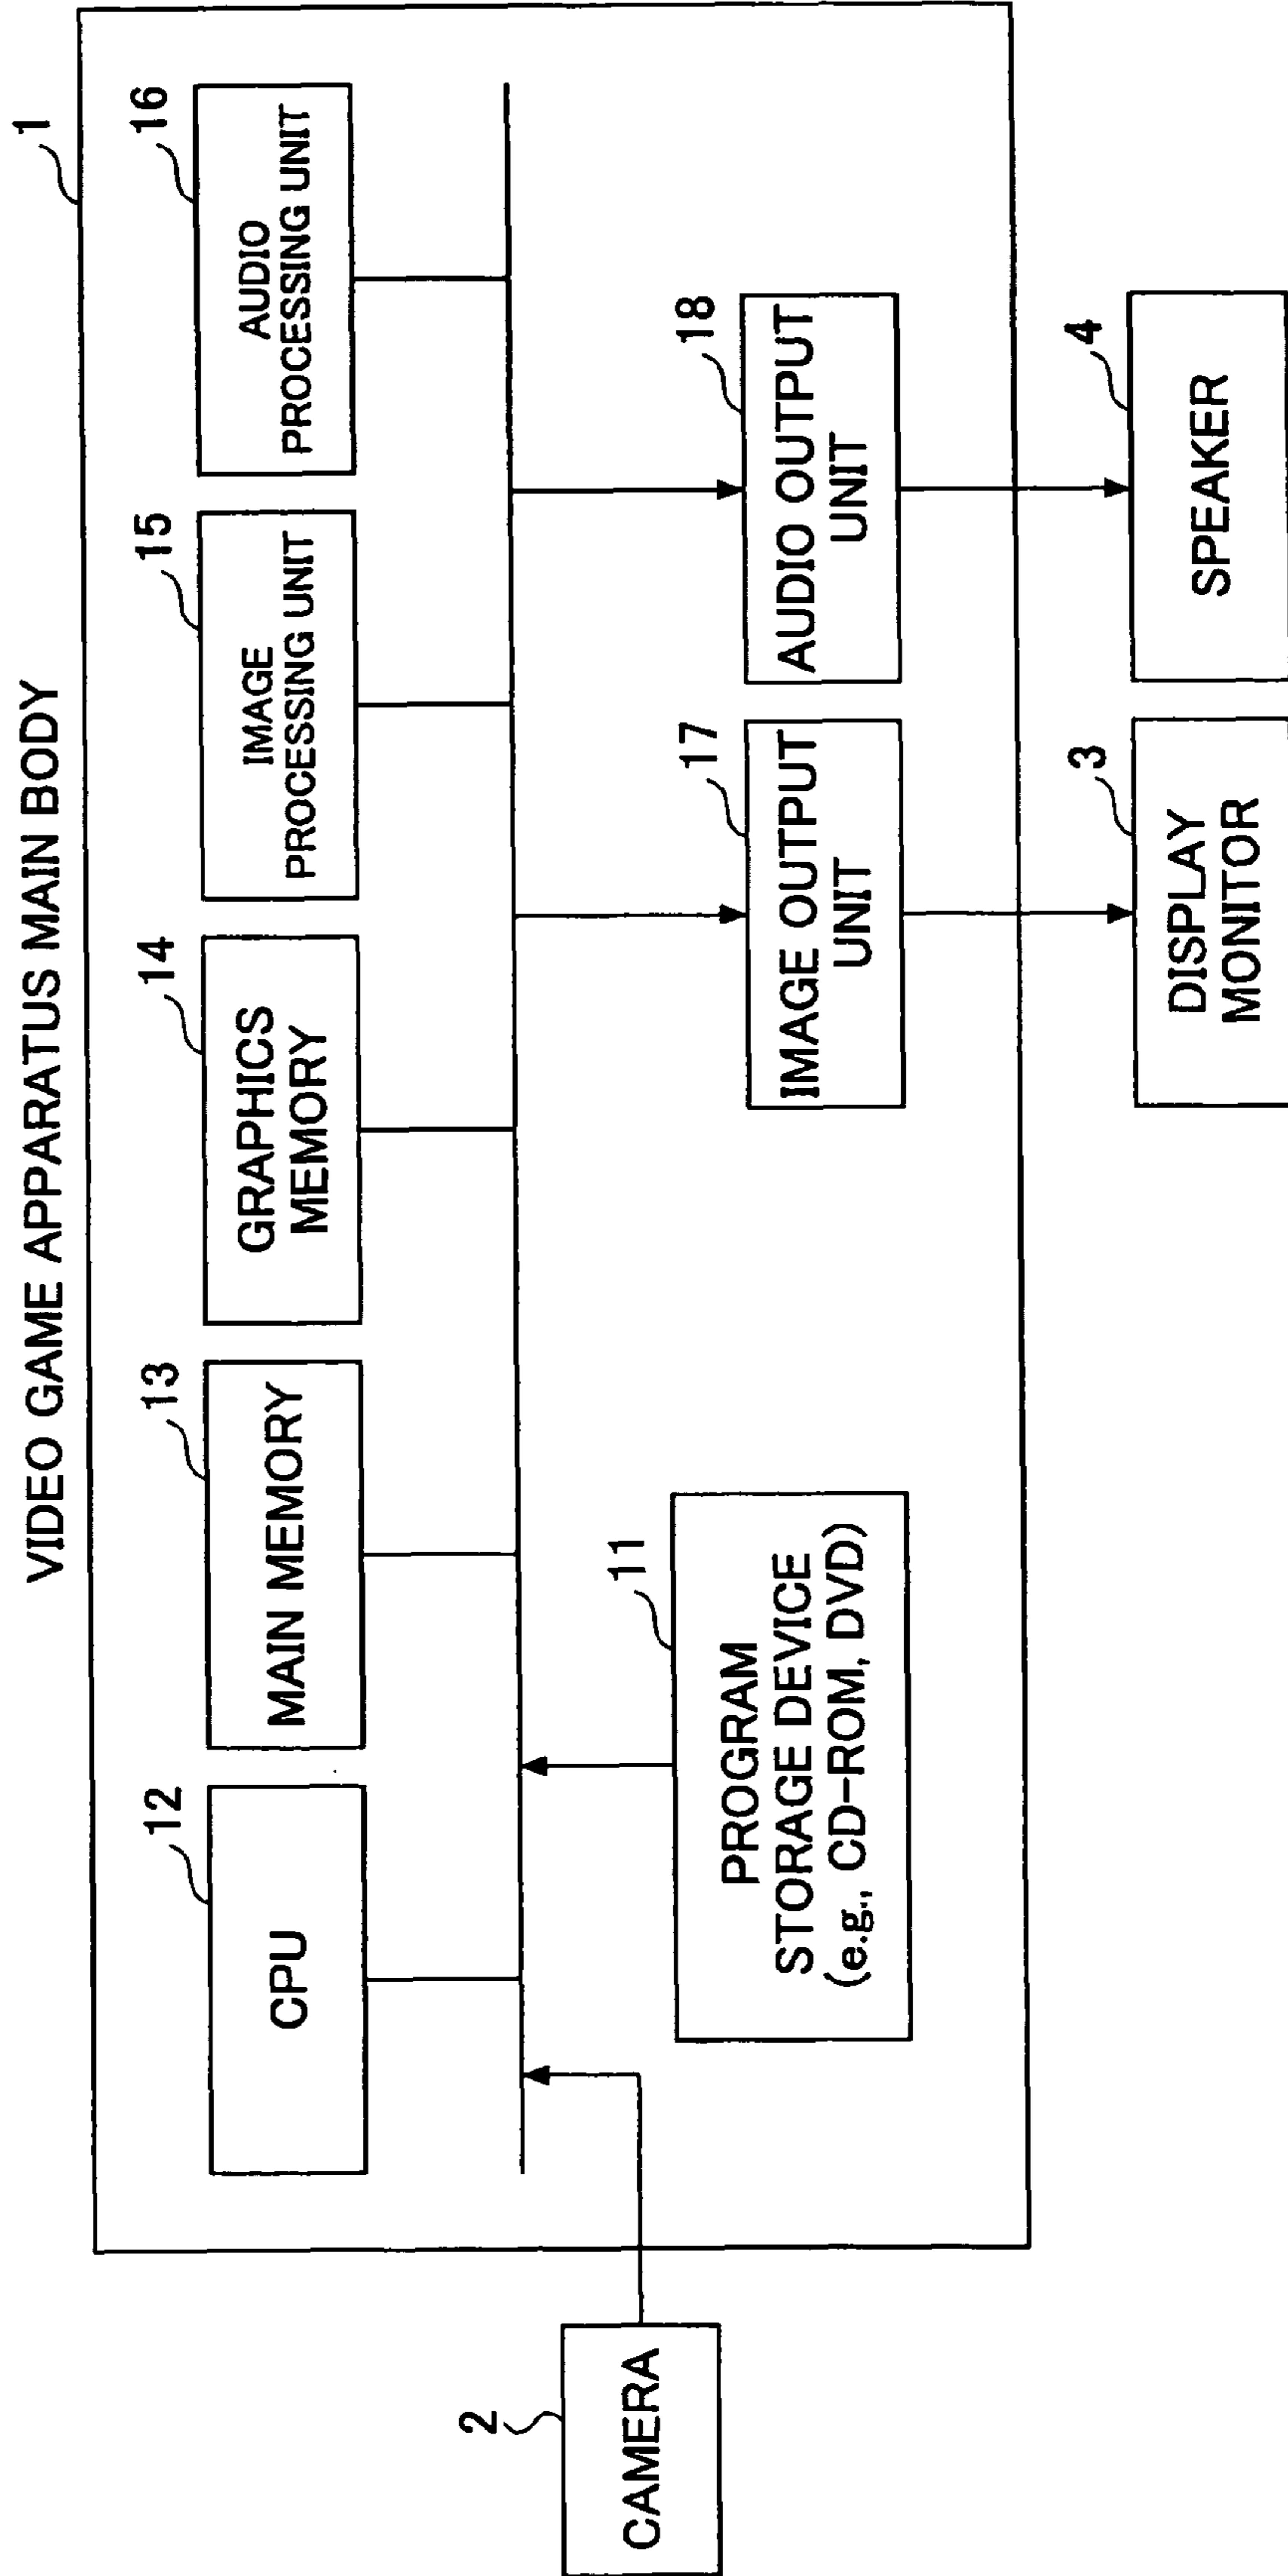 VIDEO GAME APPARATUS MAIN BODY
1
12
CPU
13
MAIN MEMORY
14
GRAPHICS
MEMORY
15
IMAGE
PROCESSING UNIT
16
AUDIO
PROCESSING UNIT
2
CAMERA
11
PROGRAM
STORAGE DEVICE
(e.g., CD-ROM, DVD)
17
IMAGE OUTPUT
UNIT
18
AUDIO OUTPUT
UNIT
3
DISPLAY
MONITOR
4
SPEAKER